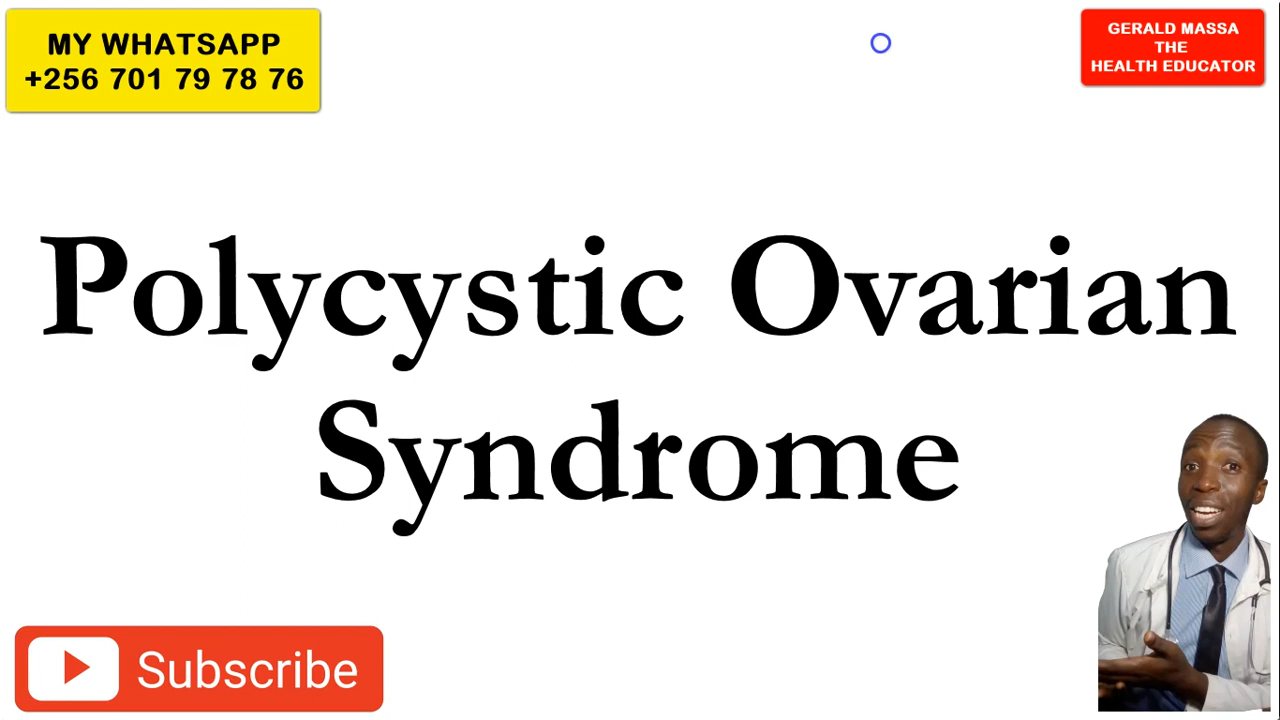 MY WHATSAPP
+256 701 79 78 76
GERALD MASSA
THE
HEALTH EDUCATOR
Polycystic Ovarian
Syndrome
Subscribe